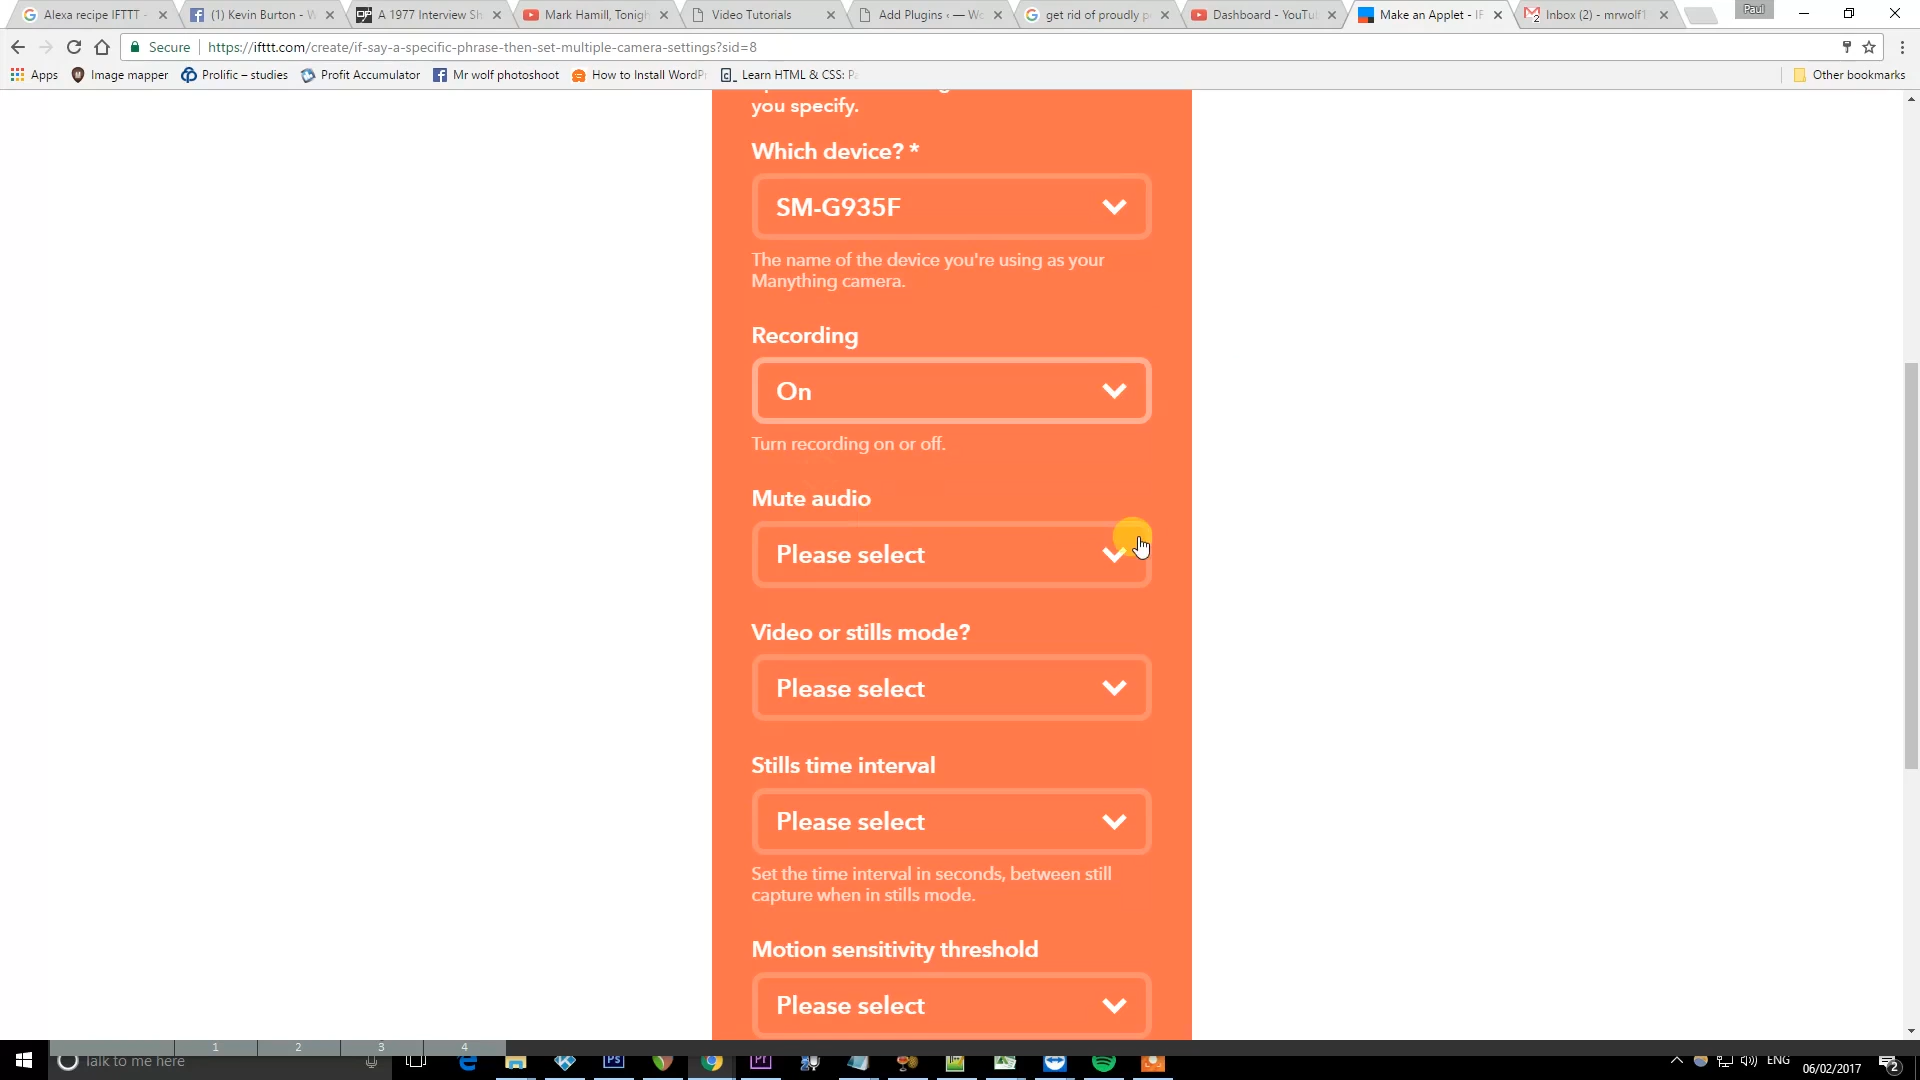 Alexa recipe IFTTT -
(1) Kevin Burton - W
A 1977 Interview Sh
Mark Hamill, Tonigh
Video Tutorials
Add Plugins ‹ — Wo
get rid of proudly p
Dashboard - YouTu
Make an Applet - IF
Inbox (2) - mrwolf1
Paul
Secure
https://ifttt.com/create/if-say-a-specific-phrase-then-set-multiple-camera-settings?sid=8
Apps
Image mapper
Prolific – studies
Profit Accumulator
Mr wolf photoshoot
How to Install WordPr
Learn HTML & CSS: Pa
Other bookmarks
you specify.
Which device? *
SM-G935F
The name of the device you're using as your
Manything camera.
Recording
On
Turn recording on or off.
Mute audio
Please select
Video or stills mode?
Please select
Stills time interval
Please select
Set the time interval in seconds, between still
capture when in stills mode.
Motion sensitivity threshold
Please select
1
2
3
4
Talk to me here
Ps
Pr
ENG
06/02/2017
2